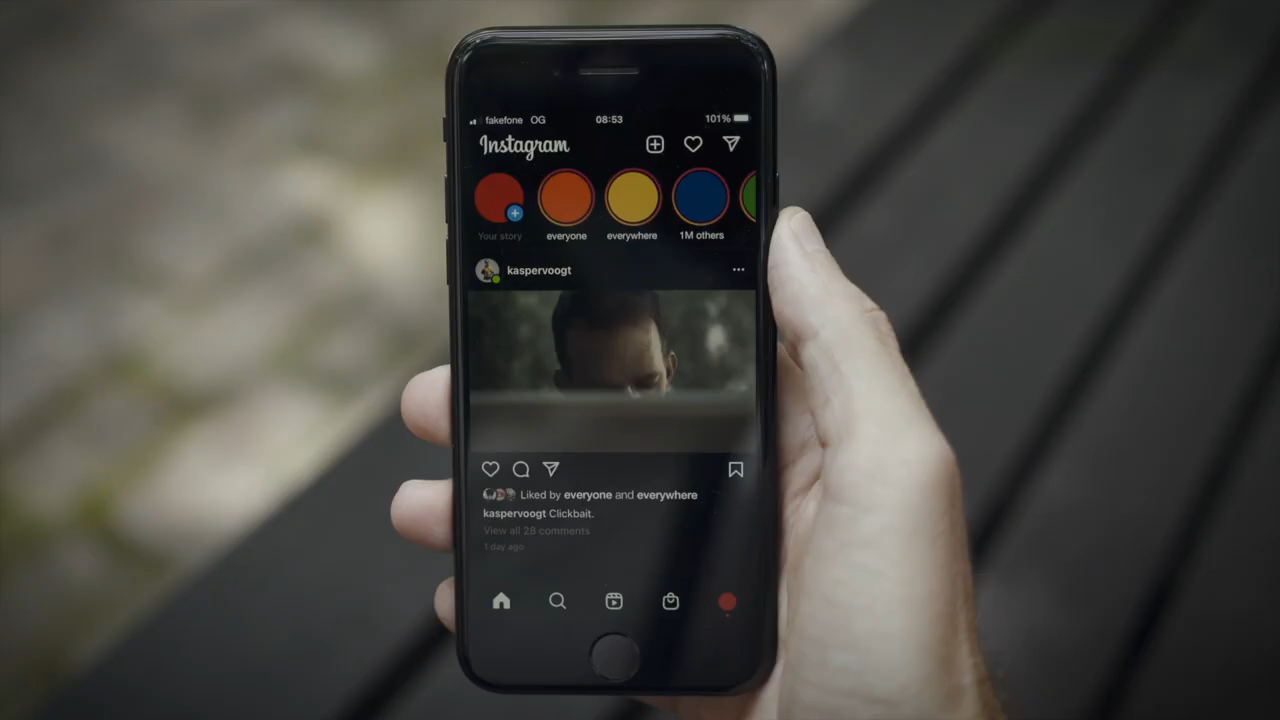 fakefone OG 08:53 101%
Instagram
Your story everyone everywhere 1M others
kaspervoogt
Liked by everyone and everywhere
kaspervoogt Clickbait.
View all 28 comments
1 day ago